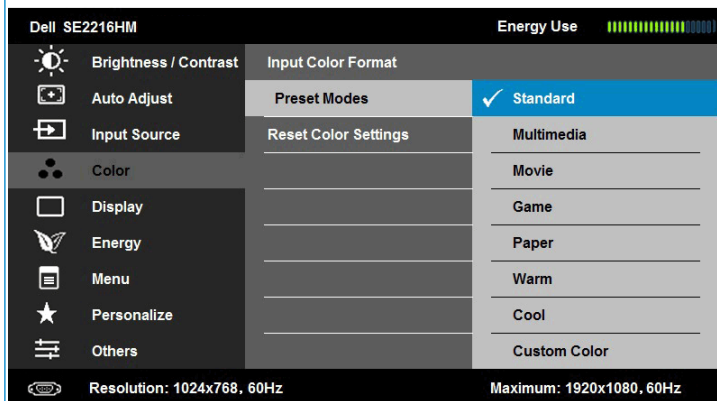 Dell SE2216HM Energy Use
Brightness / Contrast Input Color Format
Auto Adjust Preset Modes Standard
Input Source Reset Color Settings Multimedia
Color Movie
Display Game
Energy Paper
Menu Warm
Personalize Cool
Others Custom Color
Resolution: 1024x768, 60Hz Maximum: 1920x1080, 60Hz